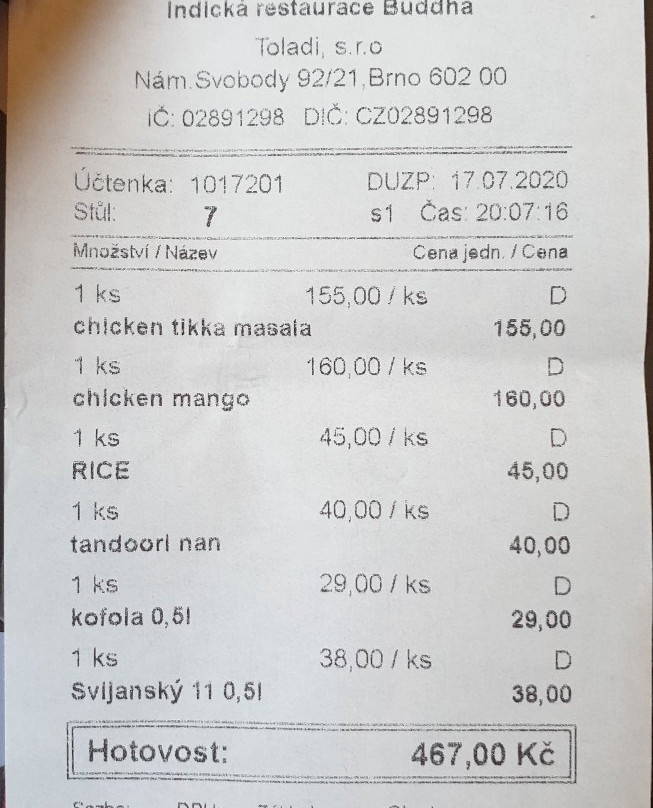 Indická restaurace Buddha
Toladi, s.r.o
Nám.Svobody 92/21,Brno 602 00
IČ: 02891298 DIČ: CZ02891298
Účtenka: 1017201 DUZP: 17.07.2020
Stůl: 7 s1 Čas: 20:07:16
Množství / Název Cena jedn. / Cena
1 ks 155,00 / ks D
chicken tikka masala 155,00
1 ks 160,00 / ks D
chicken mango 160,00
1 ks 45,00 / ks D
RICE 45,00
1 ks 40,00 / ks D
tandoori nan 40,00
1 ks 29,00 / ks D
kofola 0,5l 29,00
1 ks 38,00 / ks D
Svijanský 11 0,5l 38,00
Hotovost: 467,00 Kč